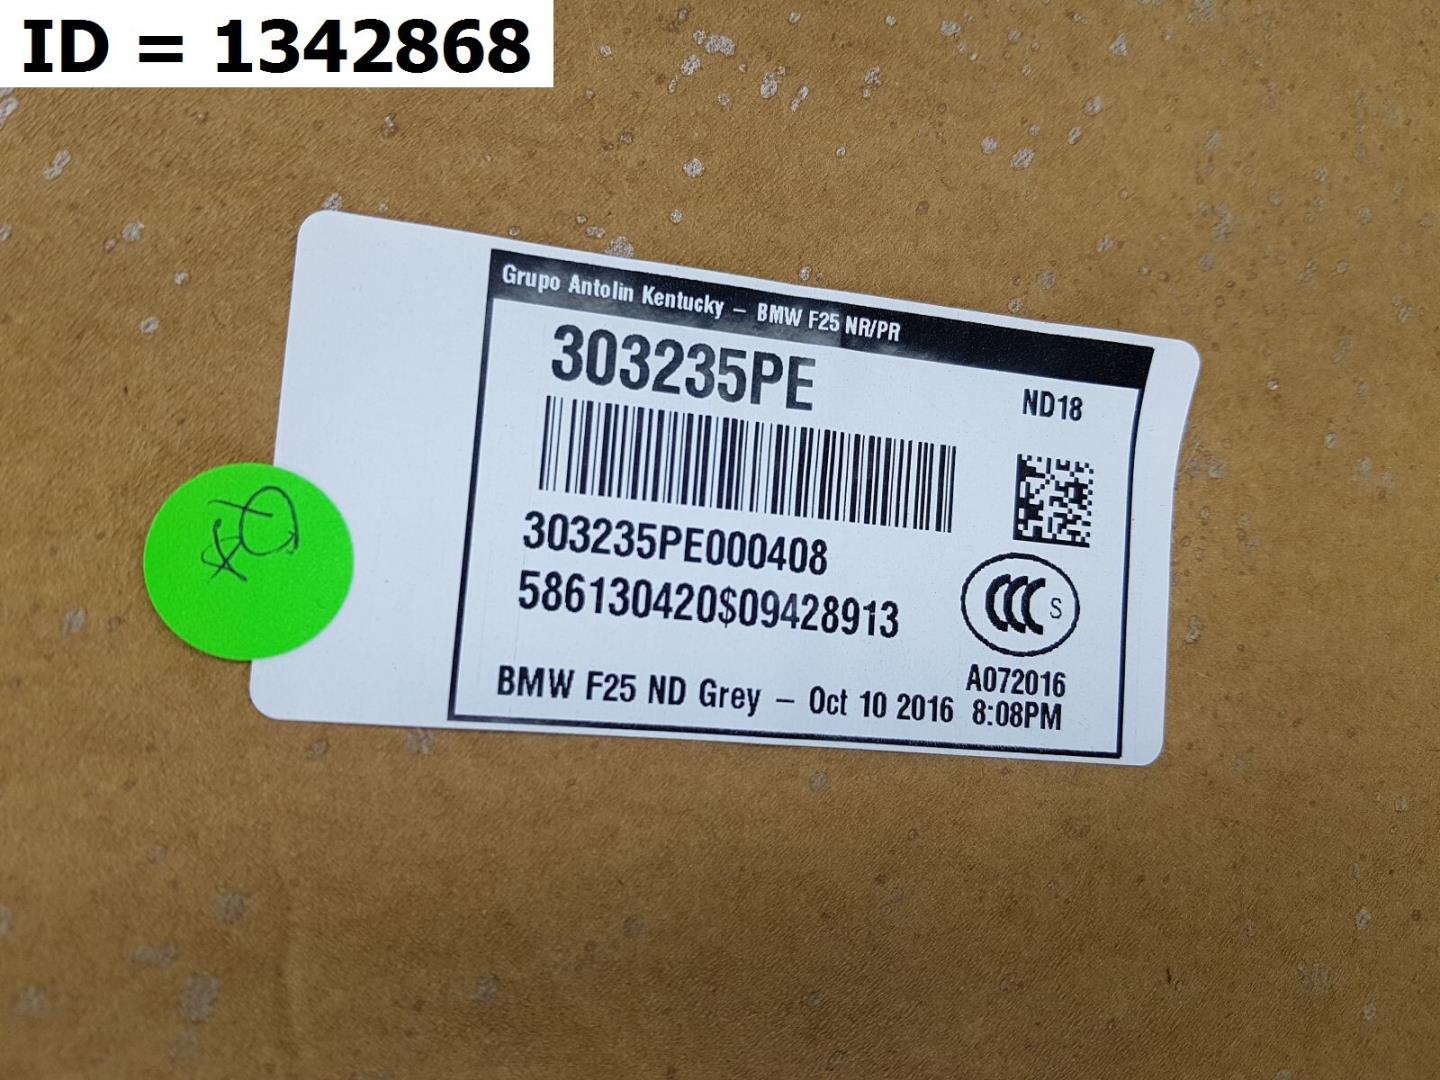 ID = 1342868
Grupo Antolin Kentucky – BMW F25 NR/PR
303235PE
ND18
303235PE000408
586130420$09428913
CCC S
A072016
BMW F25 ND Grey – Oct 10 2016 8:08PM